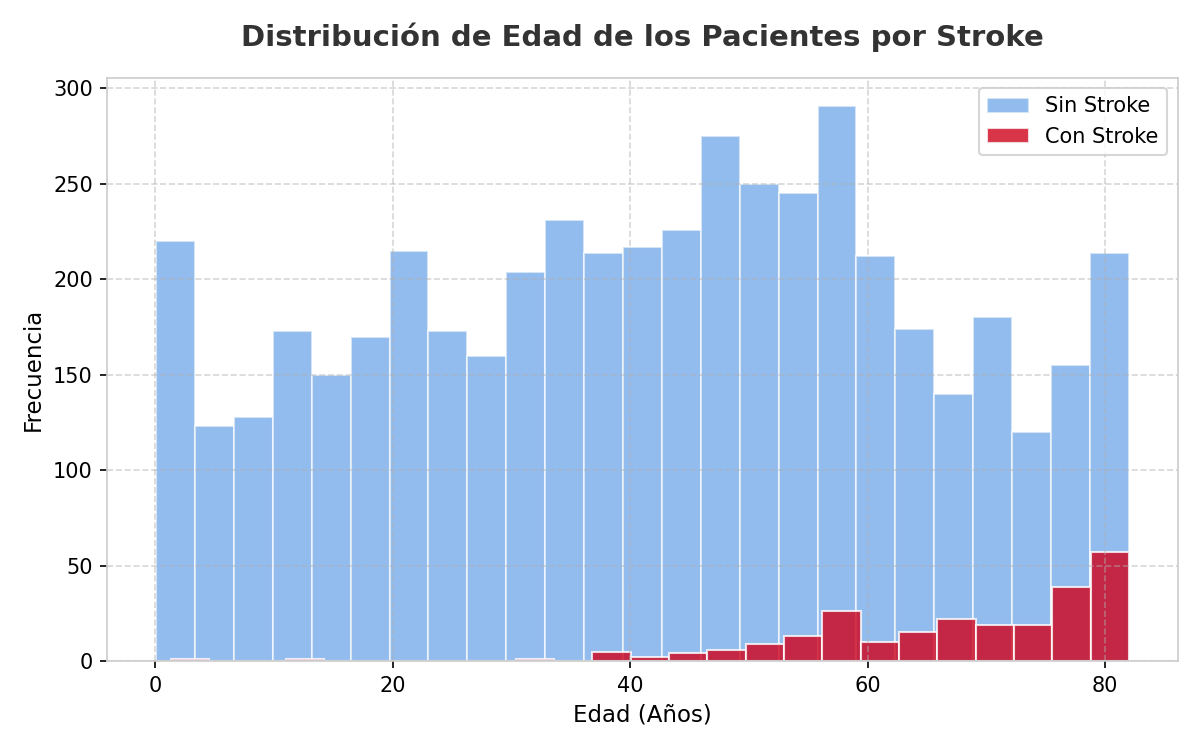 Distribución de Edad de los Pacientes por Stroke
Sin Stroke
Con Stroke
Frecuencia
300
250
200
150
100
50
0
0 20 40 60 80
Edad (Años)